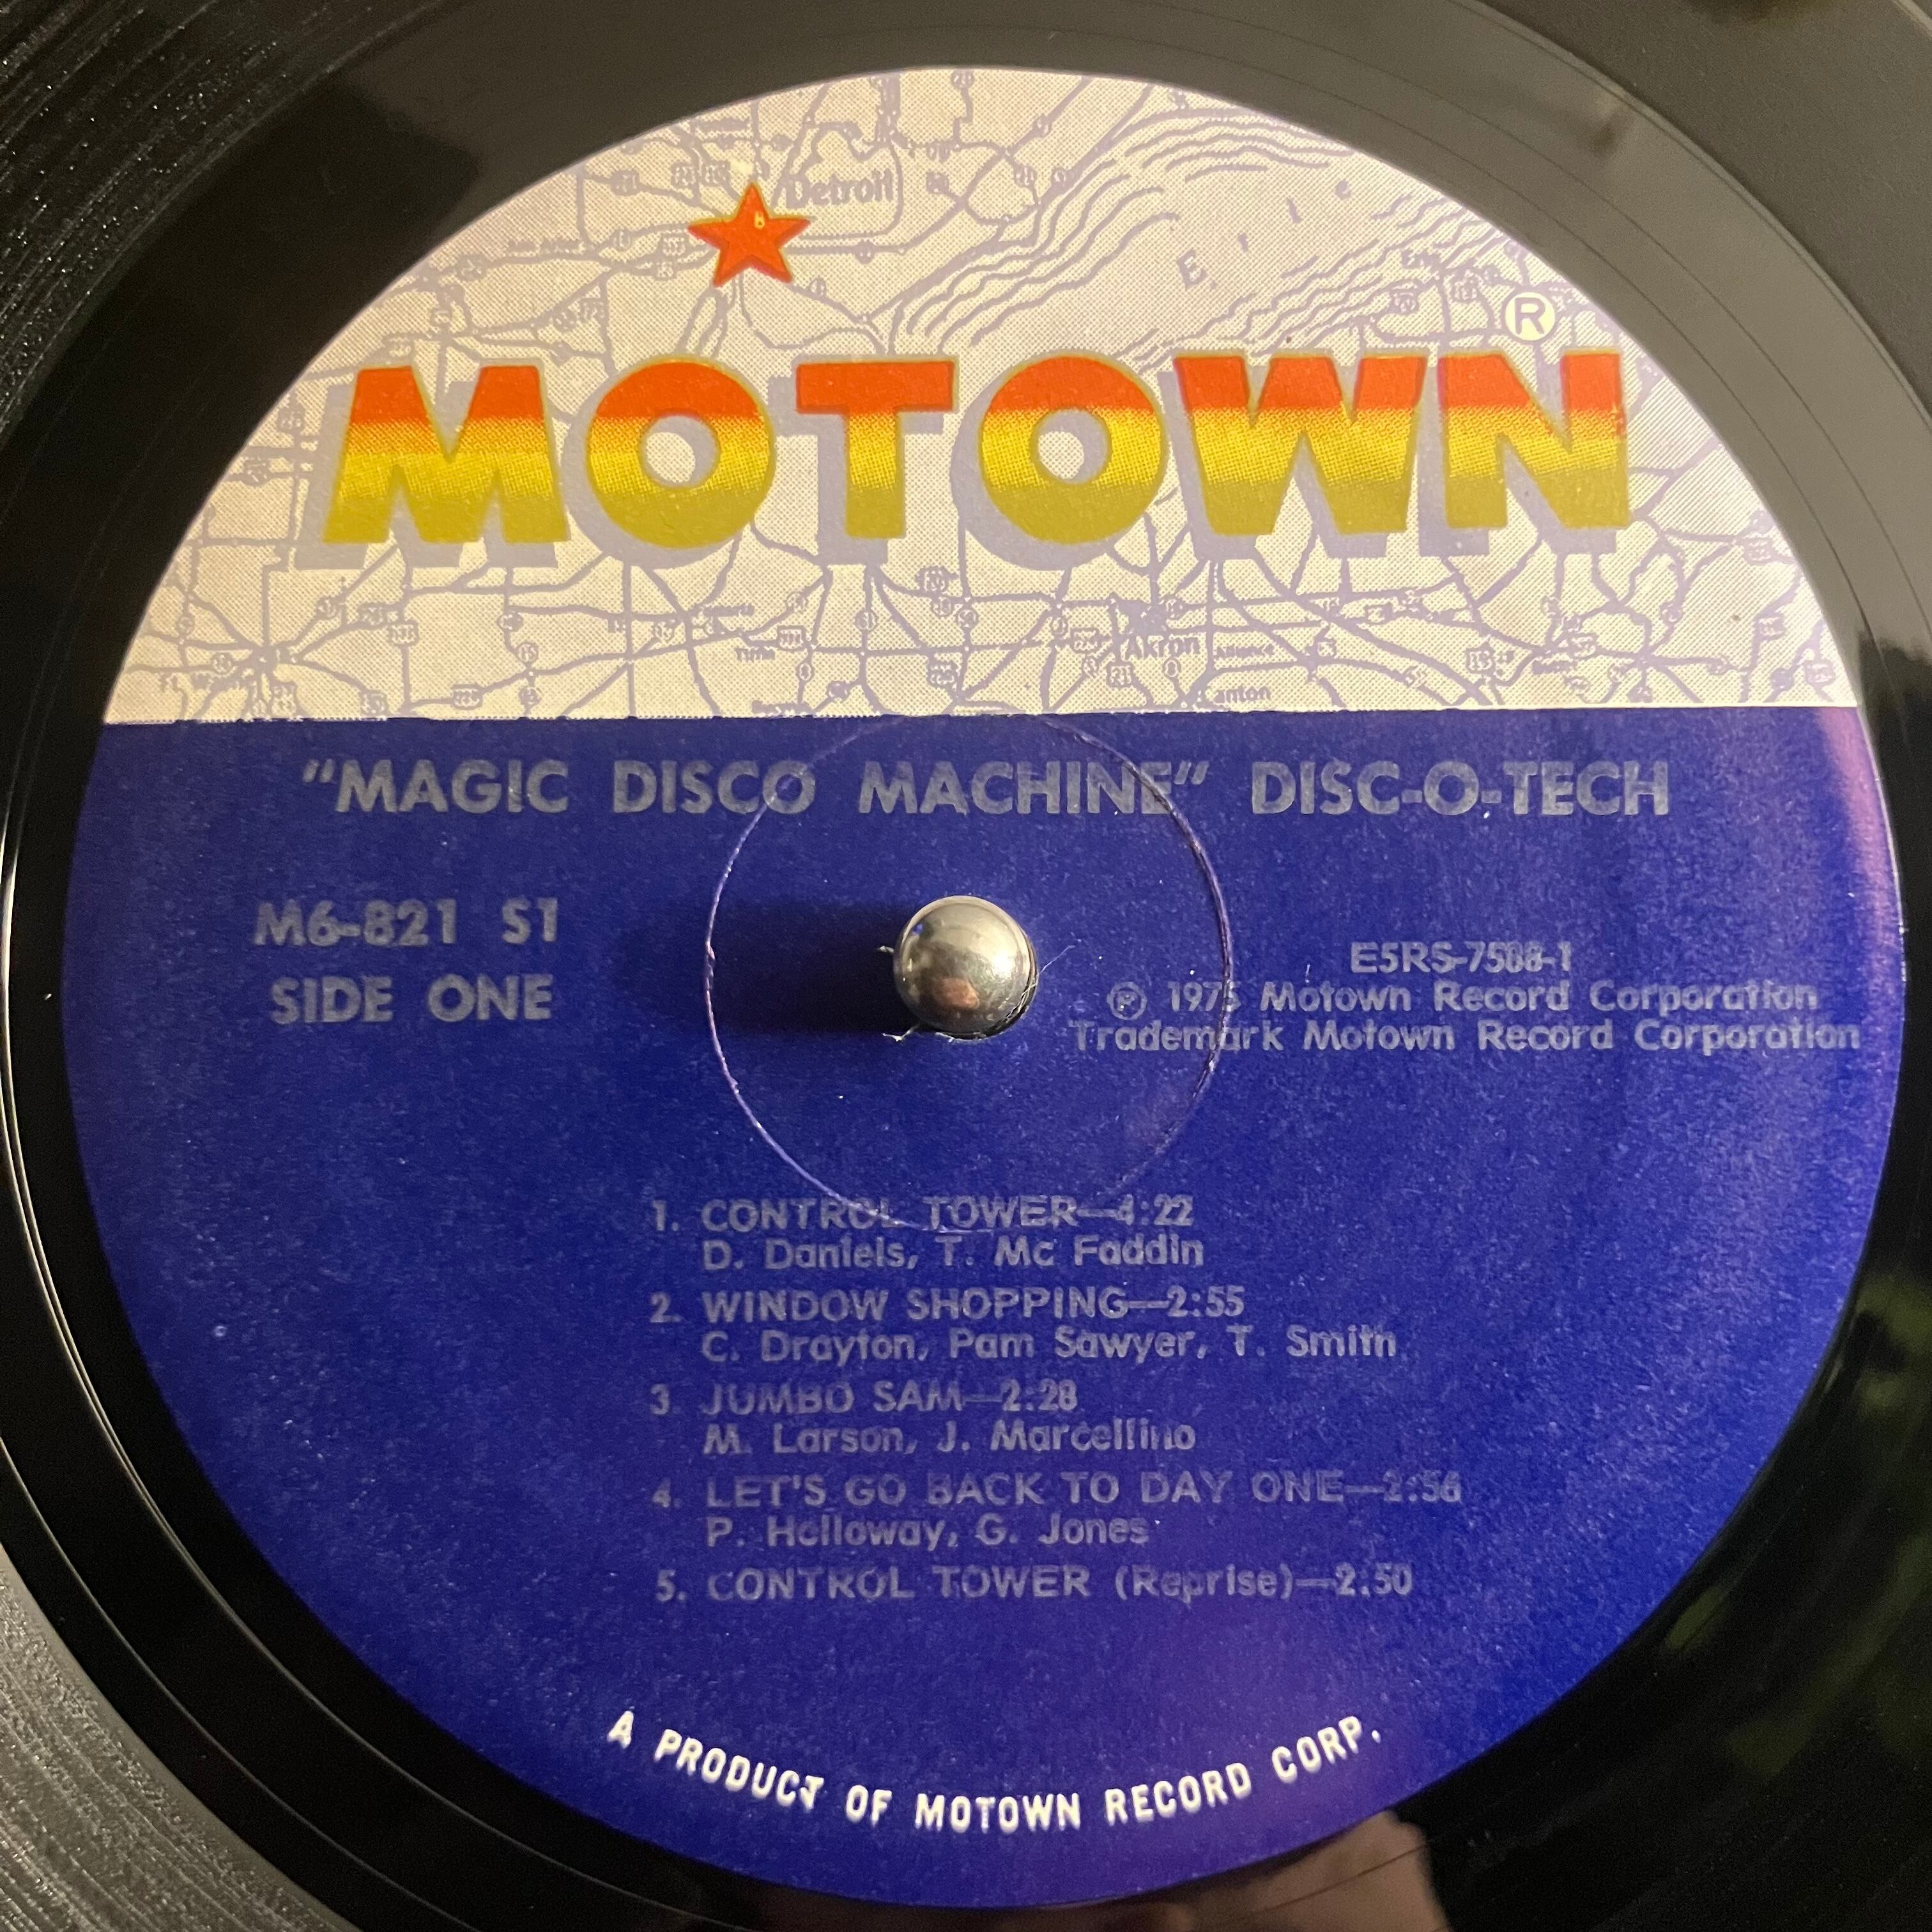 Detroit
E r i e
MOTOWN®
Akron
Alliance
anton
"MAGIC DISCO MACHINE" DISC-O-TECH
M6-821 S1
SIDE ONE
E5RS-7508-1
Ⓟ 1975 Motown Record Corporation
Trademark Motown Record Corporation
1. CONTROL TOWER—4:22
D. Daniels, T. Mc Faddin
2. WINDOW SHOPPING—2:55
C. Drayton, Pam Sawyer, T. Smith
3. JUMBO SAM—2:28
M. Larson, J. Marcellino
4. LET'S GO BACK TO DAY ONE—2:56
P. Holloway, G. Jones
5. CONTROL TOWER (Reprise)—2:50
A PRODUCT OF MOTOWN RECORD CORP.